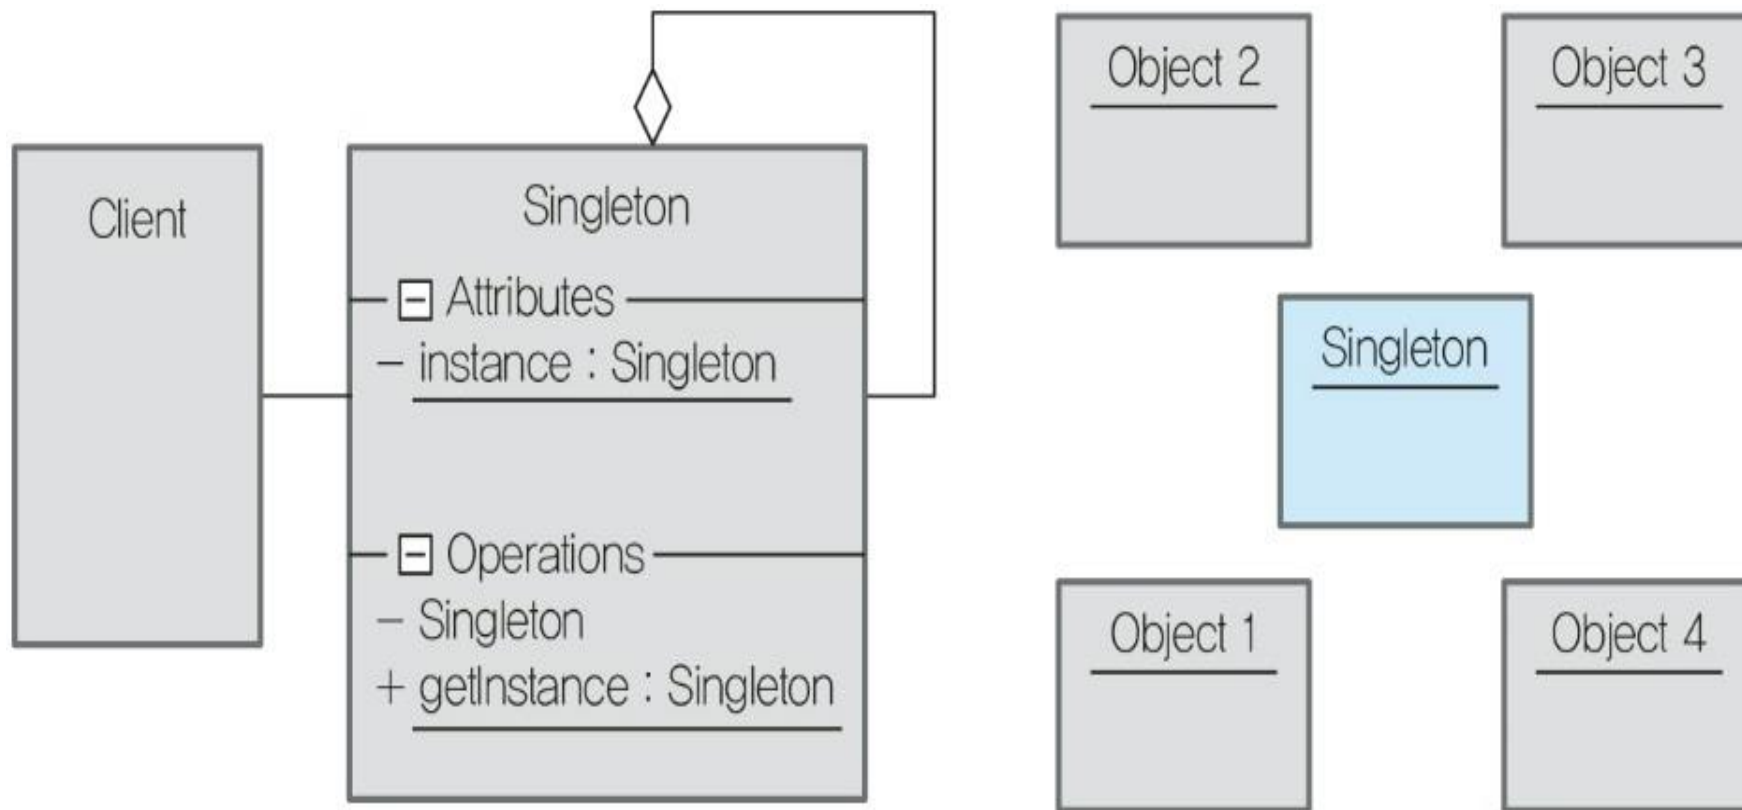 Client
Singleton
Attributes
- instance : Singleton
Operations
- Singleton
+ getInstance : Singleton
Object 2
Object 3
Singleton
Object 1
Object 4